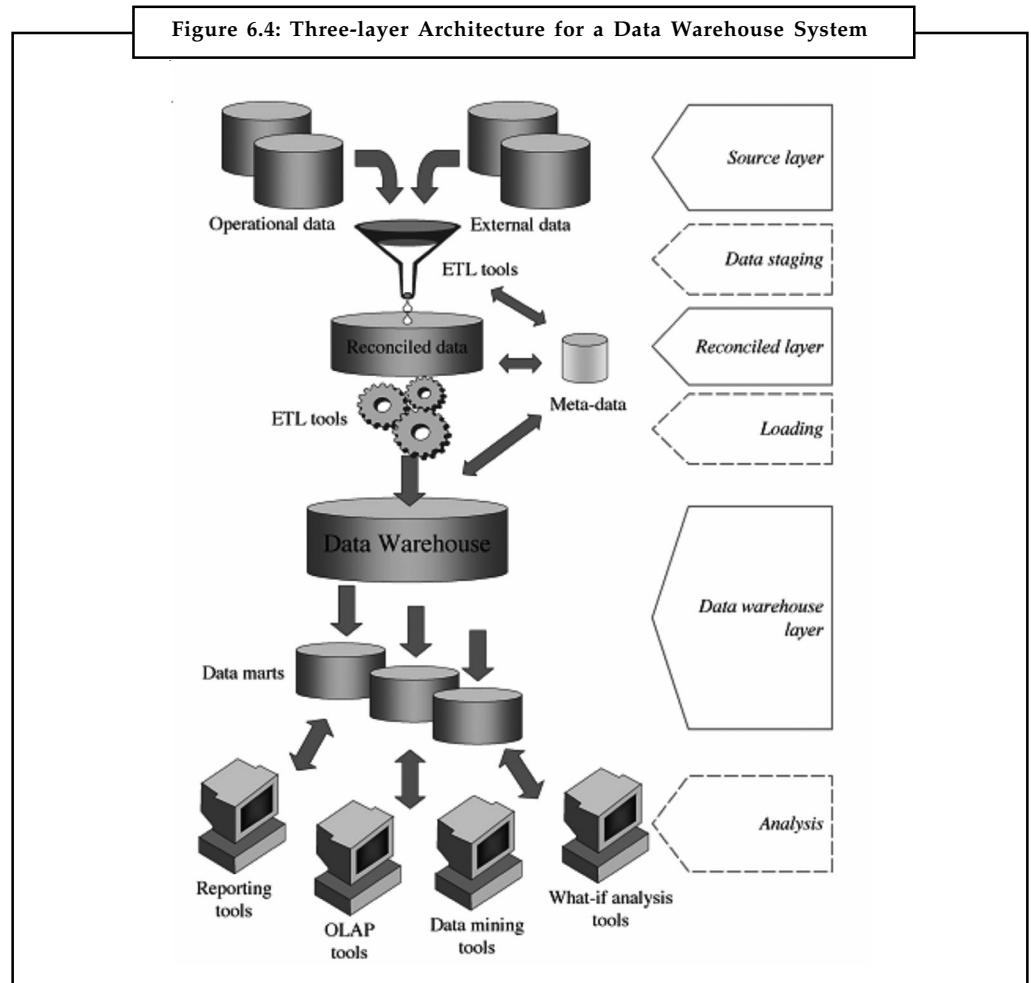 Figure 6.4: Three-layer Architecture for a Data Warehouse System
Source layer
Operational data
External data
Data staging
ETL tools
Reconciled data
Reconciled layer
Meta-data
ETL tools
Loading
Data Warehouse
Data warehouse
layer
Data marts
Analysis
Reporting
tools
OLAP
tools
Data mining
tools
What-if analysis
tools